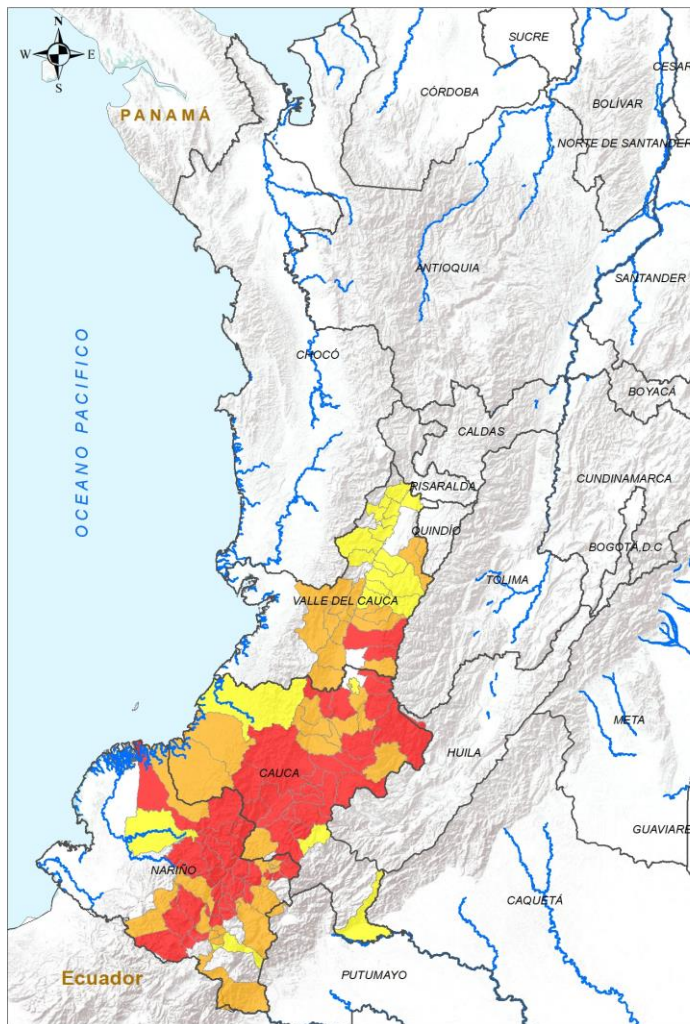 N
W E
S
SUCRE
CESAR
CÓRDOBA
BOLÍVAR
PANAMÁ
NORTE DE SANTANDER
ANTIOQUIA
SANTANDER
OCEANO PACIFICO
CHOCÓ
BOYACÁ
CALDAS
CUNDINAMARCA
RISARALDA
QUINDÍO
BOGOTÁ,D.C
TOLIMA
VALLE DEL CAUCA
META
HUILA
CAUCA
GUAVIARE
NARIÑO
CAQUETÁ
Ecuador
PUTUMAYO